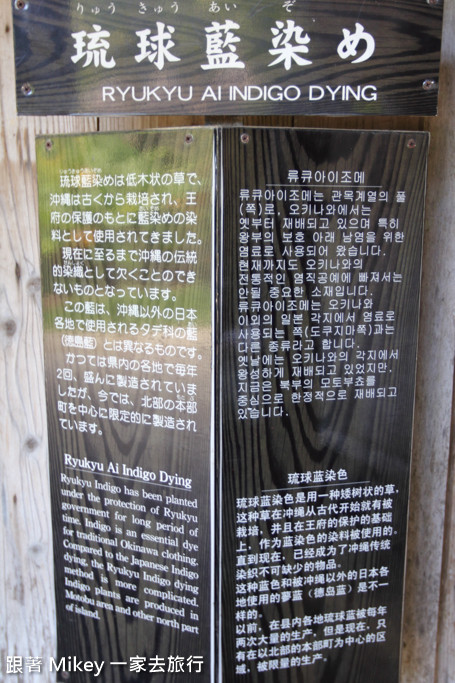 りゅう きゅう あい ぞ
琉球藍染め
RYUKYU AI INDIGO DYING
琉球藍染めは低木状の草で、
沖縄は古くから栽培され、王
府の保護のもとに藍染めの染
料として使用されてきました。
現在に至るまで沖縄の伝統
的染織として欠くことのでき
ないものとなっています。
この藍は、沖縄以外の日本
各地で使用されるタデ科の藍
(徳島藍)とは異なるものです。
かつては県内の各地で毎年
2回、盛んに製造されていま
したが、今では、北部の本部
町を中心に限定的に製造され
ています。
Ryukyu Ai Indigo Dying
Ryukyu Indigo has been planted
under the protection of Ryukyu
government for long period of
time. Indigo is an essential dye
for traditional Okinawa clothing.
Compared to the Japanese Indigo
dying, the Ryukyu Indigo dying
method is more complicated.
Indigo plants are produced in
Motobu area and other north part
of island.
류큐아이조메
류큐아이조메는 관목계열의 풀
(쪽)로, 오키나와에서는
옛부터 재배되고 있으며 특히
왕부의 보호 아래 남염을 위한
염료로 사용되어 왔습니다.
현재까지도 오키나와의
전통적인 염직공예에 빠져서는
안될 중요한 소재입니다.
류큐아이조메는 오키나와
이외의 일본 각지에서 염료로
사용되는 쪽(도쿠지마쪽)과는
다른 종류라고 합니다.
옛날에는 오키나와의 각지에서
왕성하게 재배되고 있었지만,
지금은 북부의 모토부쵸를
중심으로 한정적으로 재배되고
있습니다.
琉球蓝染色
琉球蓝染色是用一种矮树状的草,
这种草在冲绳从古代开始就有被
栽培, 并且在王府的保护的基础
上, 作为蓝染色的染料被使用的。
直到现在, 已经成为了冲绳传统
染织不可缺少的物品。
这种蓝色和被冲绳以外的日本各
地使用的蓼蓝（德岛蓝）是不一
样的。
以前, 在县内各地琉球蓝被每年
两次大量的生产, 但是现在, 只
有在以北部的本部町为中心的区
域, 被限量的生产。
跟著 Mikey 一家去旅行